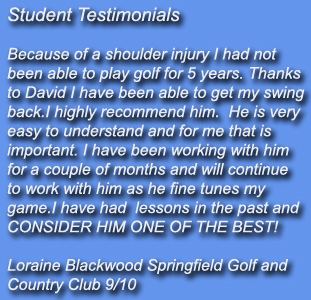 Student Testimonials
Because of a shoulder injury I had not
been able to play golf for 5 years. Thanks
to David I have been able to get my swing
back.I highly recommend him.  He is very
easy to understand and for me that is
important. I have been working with him
for a couple of months and will continue
to work with him as he fine tunes my
game.I have had  lessons in the past and
CONSIDER HIM ONE OF THE BEST!
Loraine Blackwood Springfield Golf and
Country Club 9/10